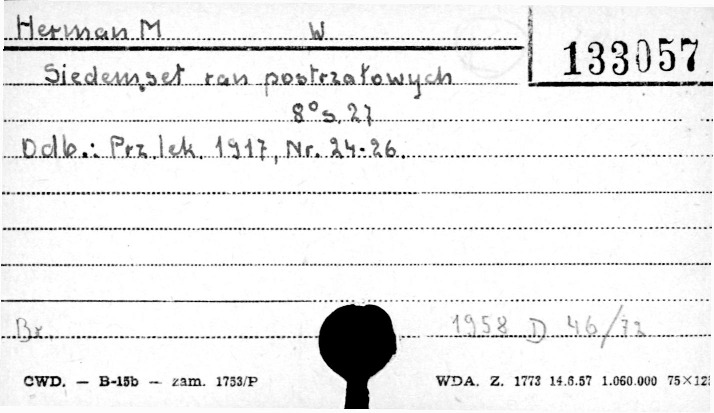 Herman M W
133057
Siedemset ran postrzałowych
8° s. 27
Odb.: Prz. lek. 1917, Nr. 24-26.
Br. 1958 D 46/73
CWD. — B-15b — zam. 1753/P WDA. Z. 1773 14.6.57 1.060.000 75×125